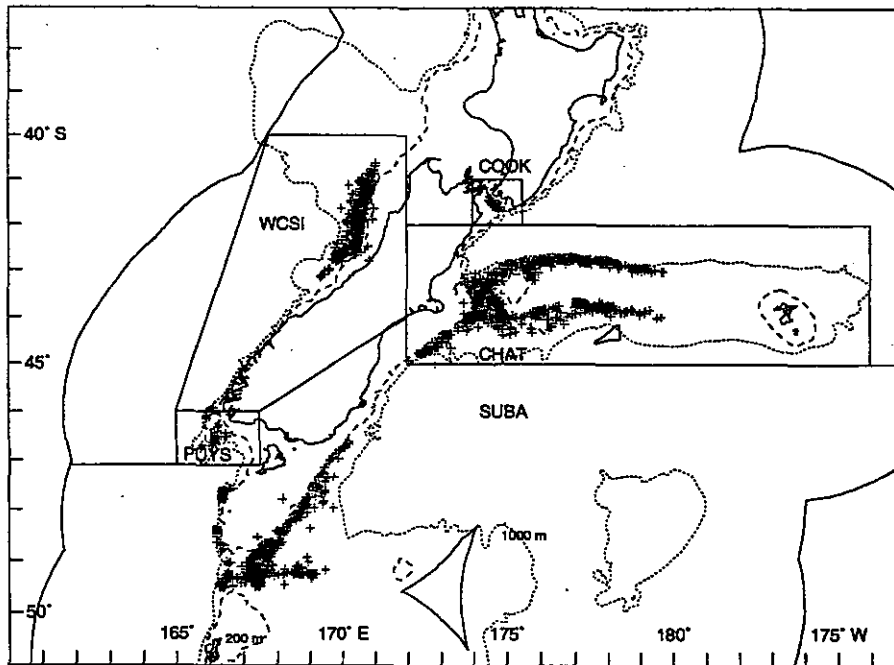 40° S
COOK
WCSI
CHAT
45°
SUBA
PUYS
1000 m
50°
200 m
165°
170° E
175°
180°
175° W